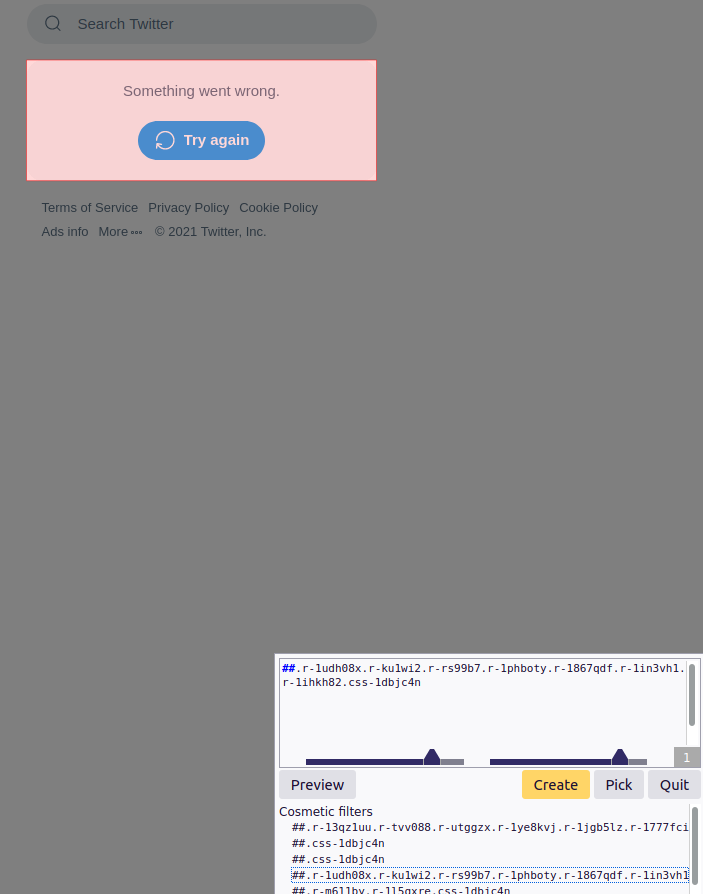 Search Twitter
Something went wrong.
Try again
Terms of Service Privacy Policy Cookie Policy
Ads info More © 2021 Twitter, Inc.
##.r-1udh08x.r-ku1wi2.r-rs99b7.r-1phboty.r-1867qdf.r-1in3vh1.
r-1ihkh82.css-1dbjc4n
1
Preview Create Pick Quit
Cosmetic filters
##.r-13qz1uu.r-tvv088.r-utggzx.r-1ye8kvj.r-1jgb5lz.r-1777fci
##.css-1dbjc4n
##.css-1dbjc4n
##.r-1udh08x.r-ku1wi2.r-rs99b7.r-1phboty.r-1867qdf.r-1in3vh1
##.r-m611by.r-1l5qxre.css-1dbjc4n